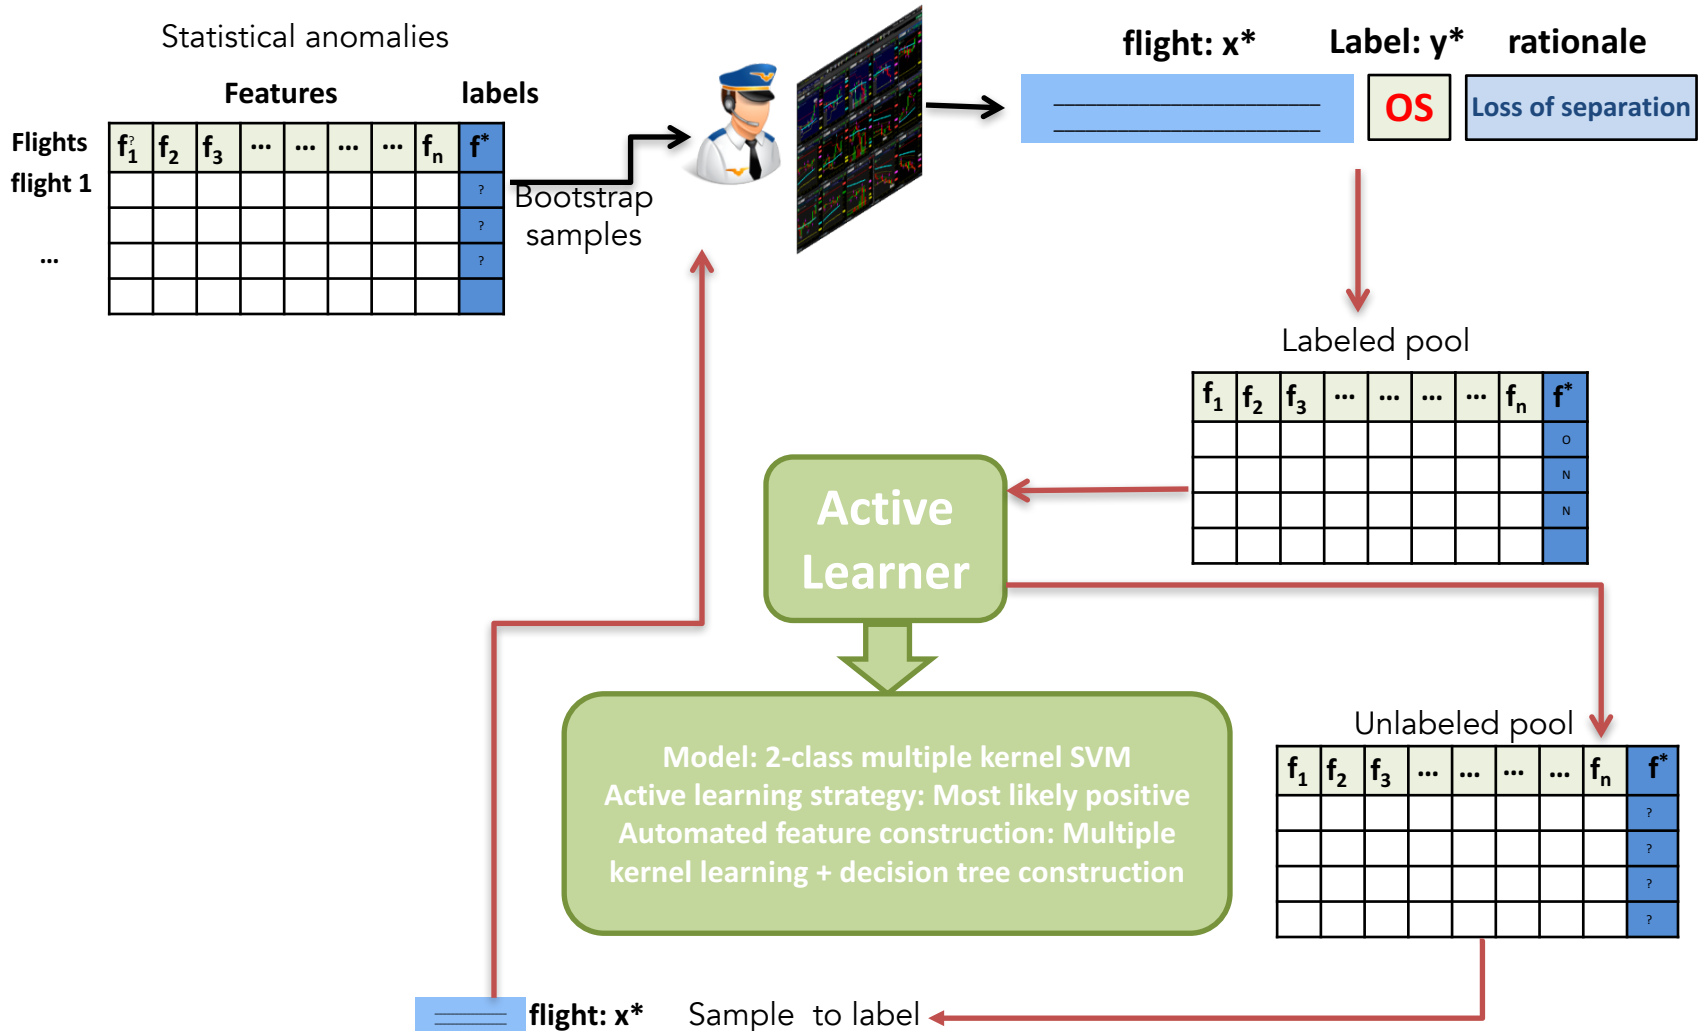 Statistical anomalies
Features labels
Flights f1? f2 f3 ... ... ... ... fn f*
flight 1 ?
?
... ?
Bootstrap
samples
flight: x* Label: y* rationale
OS Loss of separation
Labeled pool
f1 f2 f3 ... ... ... ... fn f*
O
N
N
Active
Learner
Model: 2-class multiple kernel SVM
Active learning strategy: Most likely positive
Automated feature construction: Multiple
kernel learning + decision tree construction
Unlabeled pool
f1 f2 f3 ... ... ... ... fn f*
?
?
?
?
flight: x* Sample to label